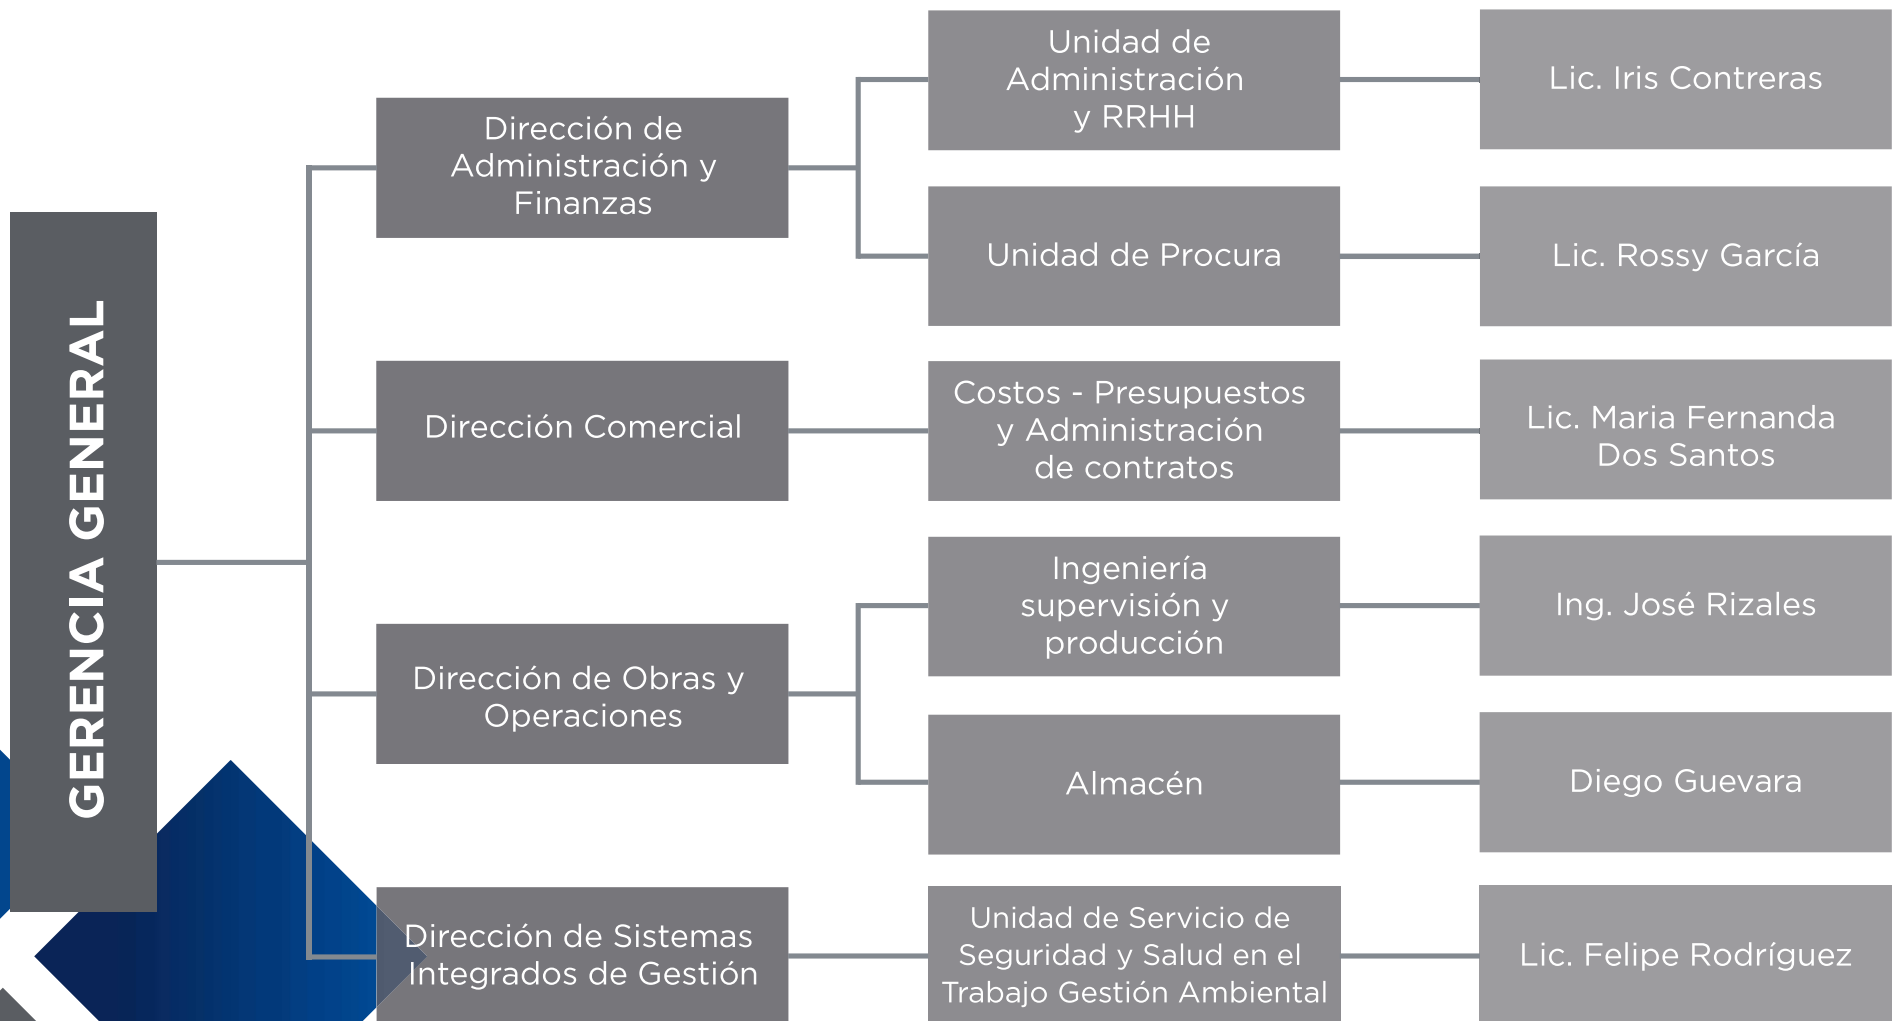 GERENCIA GENERAL
Dirección de
Administración y
Finanzas
Unidad de
Administración
y RRHH
Lic. Iris Contreras
Unidad de Procura
Lic. Rossy García
Dirección Comercial
Costos - Presupuestos
y Administración
de contratos
Lic. Maria Fernanda
Dos Santos
Dirección de Obras y
Operaciones
Ingeniería
supervisión y
producción
Ing. José Rizales
Almacén
Diego Guevara
Dirección de Sistemas
Integrados de Gestión
Unidad de Servicio de
Seguridad y Salud en el
Trabajo Gestión Ambiental
Lic. Felipe Rodríguez